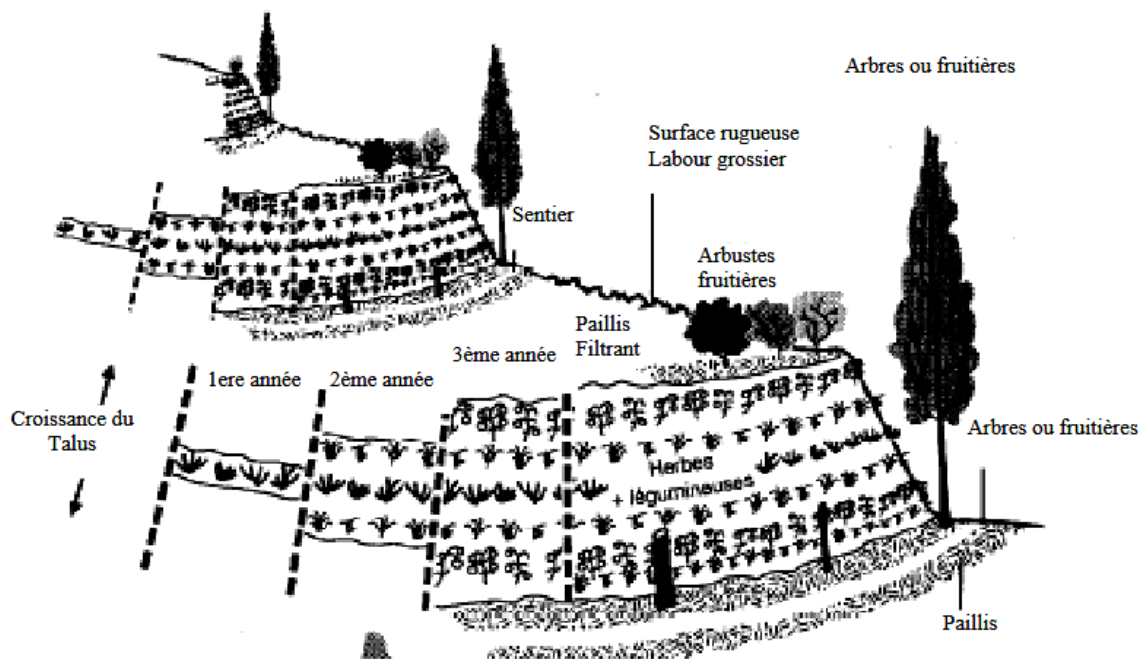 Arbres ou fruitières
Surface rugueuse
Labour grossier
Sentier
Arbustes
fruitières
Paillis
Filtrant
3ème année
1ere année
2ème année
Croissance du
Talus
Herbes
+ légumineuses
Arbres ou fruitières
Paillis